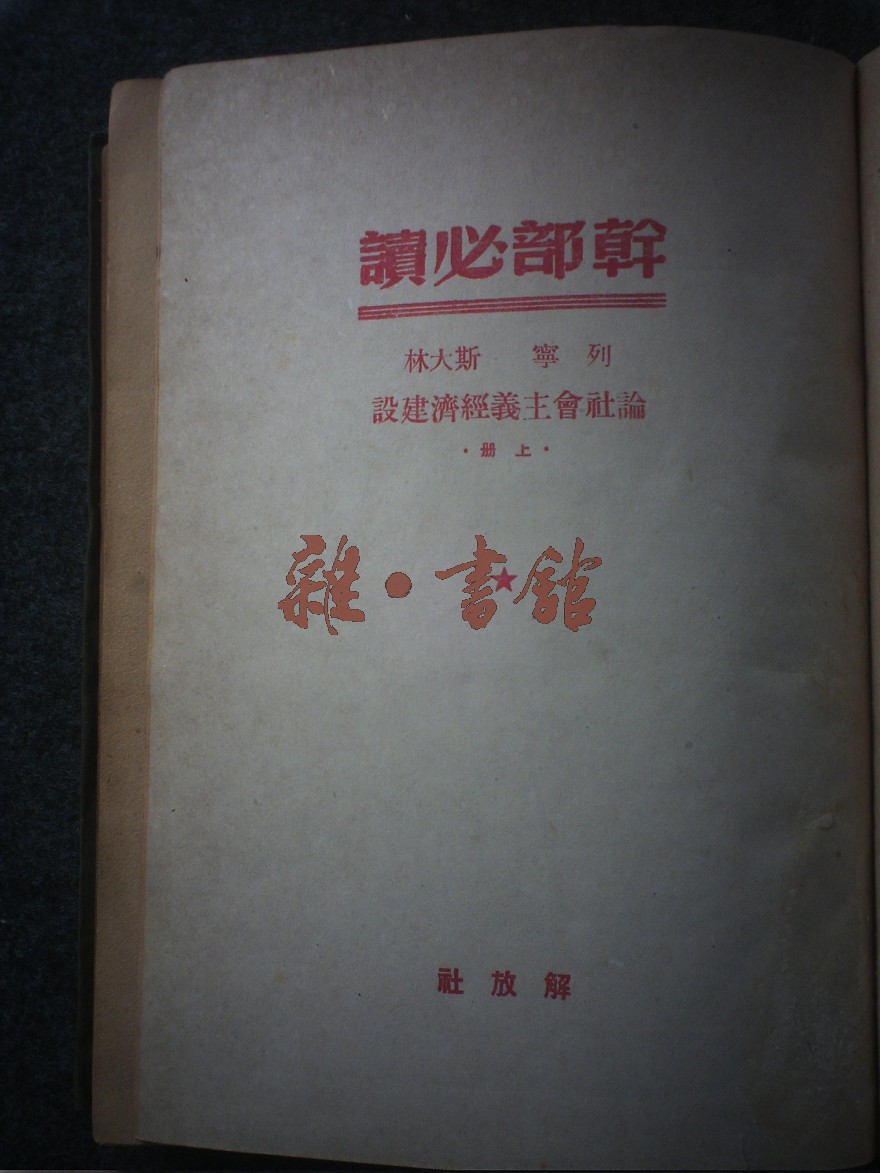 幹部必讀
列寧 斯大林
論社會主義經濟建設
·上册·
雜·書館
解放社